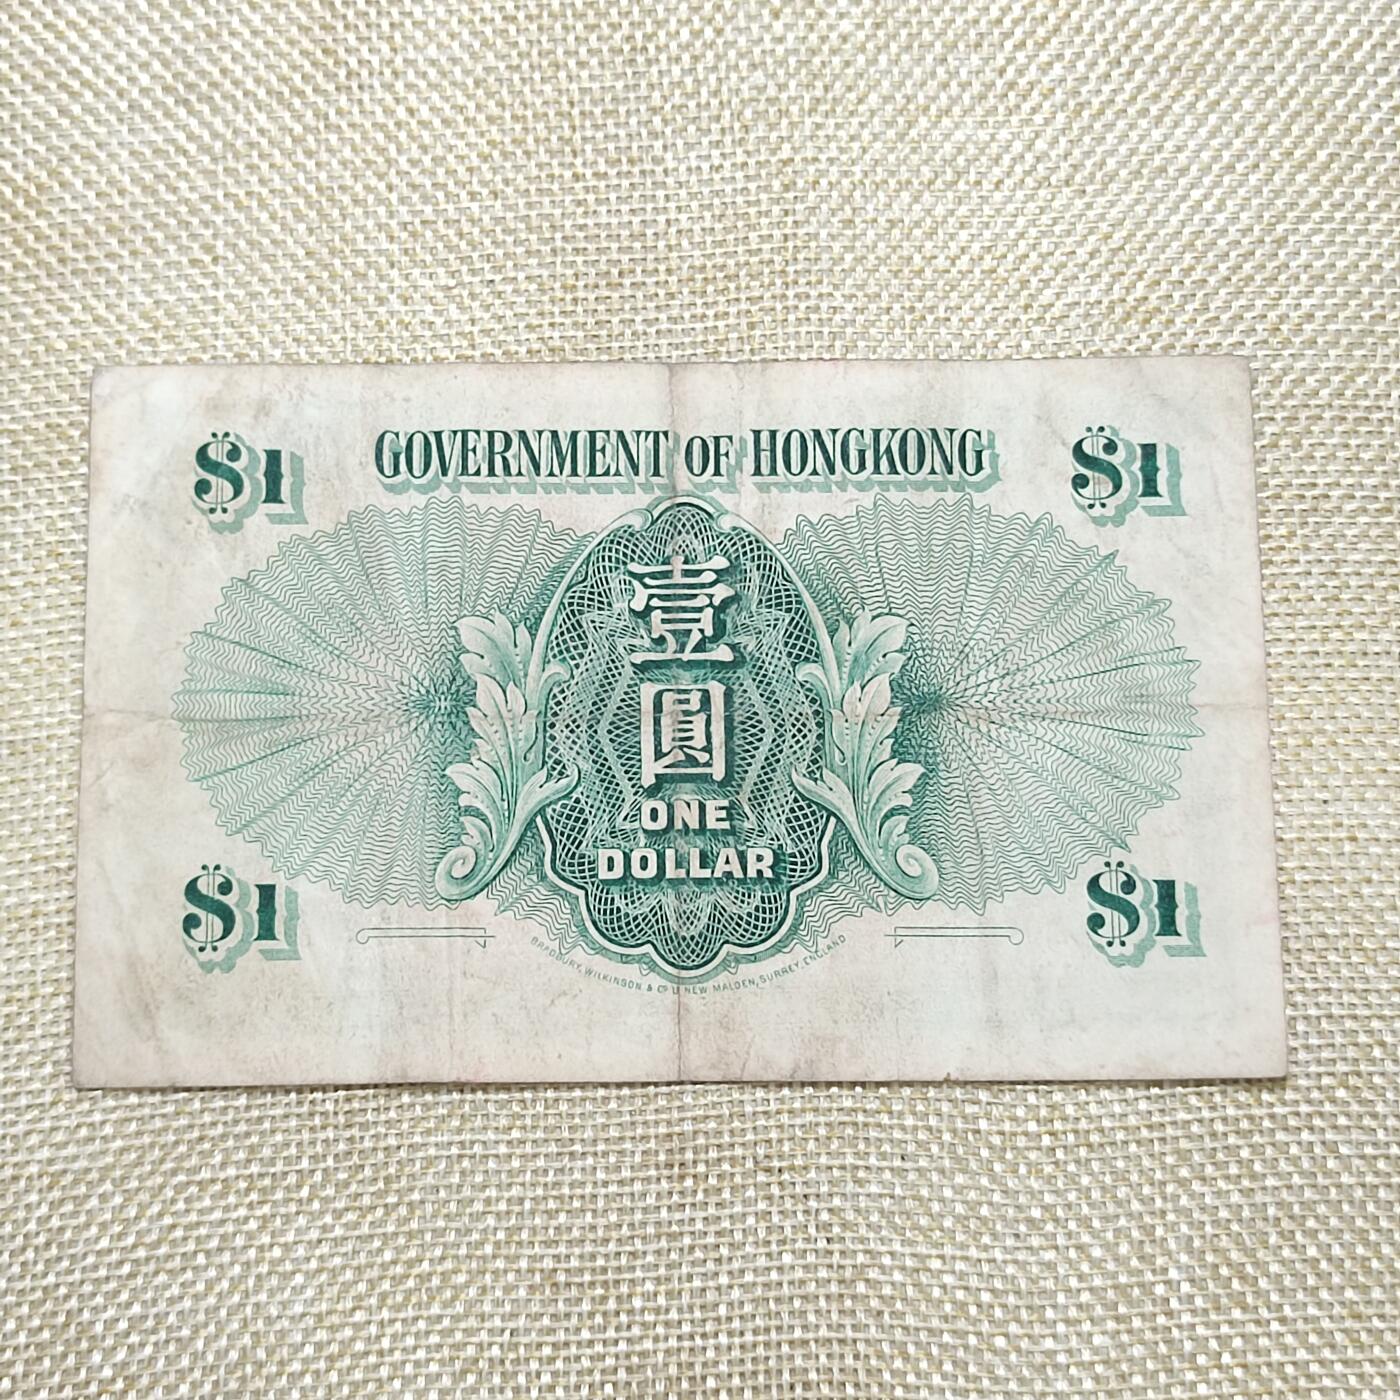 GOVERNMENT OF HONGKONG
$1
$1
壹
圓
ONE
DOLLAR
$1
$1
BRADBURY, WILKINSON & Cº Lᴰ NEW MALDEN, SURREY, ENGLAND